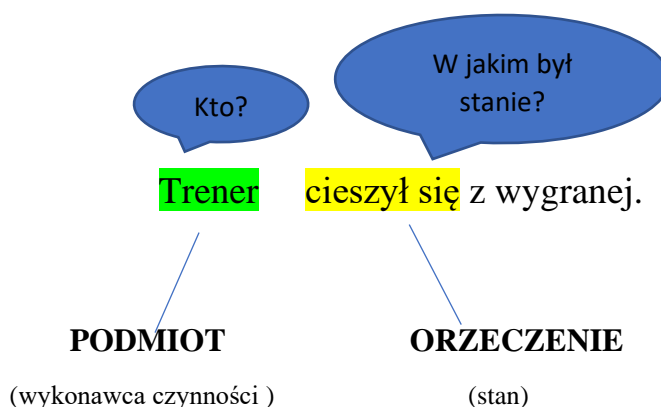 Kto?
W jakim był
stanie?
Trener cieszył się z wygranej.
PODMIOT ORZECZENIE
(wykonawca czynności ) (stan)